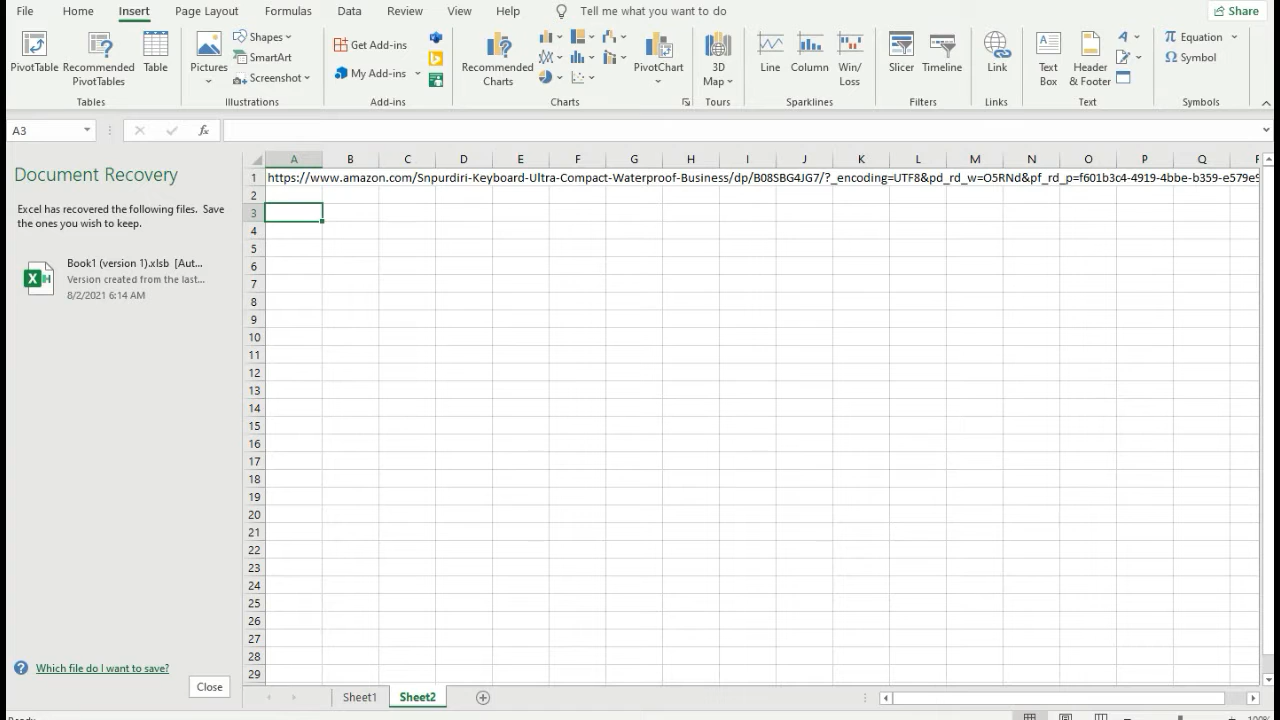 File Home Insert Page Layout Formulas Data Review View Help Tell me what you want to do Share
PivotTable Recommended PivotTables Table
Tables
Pictures Shapes SmartArt Screenshot
Illustrations
Get Add-ins
My Add-ins
Add-ins
Recommended Charts
PivotChart
Charts
3D Map
Tours
Line Column Win/Loss
Sparklines
Slicer Timeline
Filters
Link
Links
Text Box Header & Footer
Text
Equation
Symbol
Symbols
A3 fx
Document Recovery
Excel has recovered the following files. Save
the ones you wish to keep.
Book1 (version 1).xlsb [Aut...
Version created from the last...
8/2/2021 6:14 AM
Which file do I want to save?
Close
A B C D E F G H I J K L M N O P Q
1 https://www.amazon.com/Snpurdiri-Keyboard-Ultra-Compact-Waterproof-Business/dp/B08SBG4JG7/?_encoding=UTF8&pd_rd_w=O5RNd&pf_rd_p=f601b3c4-4919-4bbe-b359-e579e9
2
3
4
5
6
7
8
9
10
11
12
13
14
15
16
17
18
19
20
21
22
23
24
25
26
27
28
29
Sheet1 Sheet2